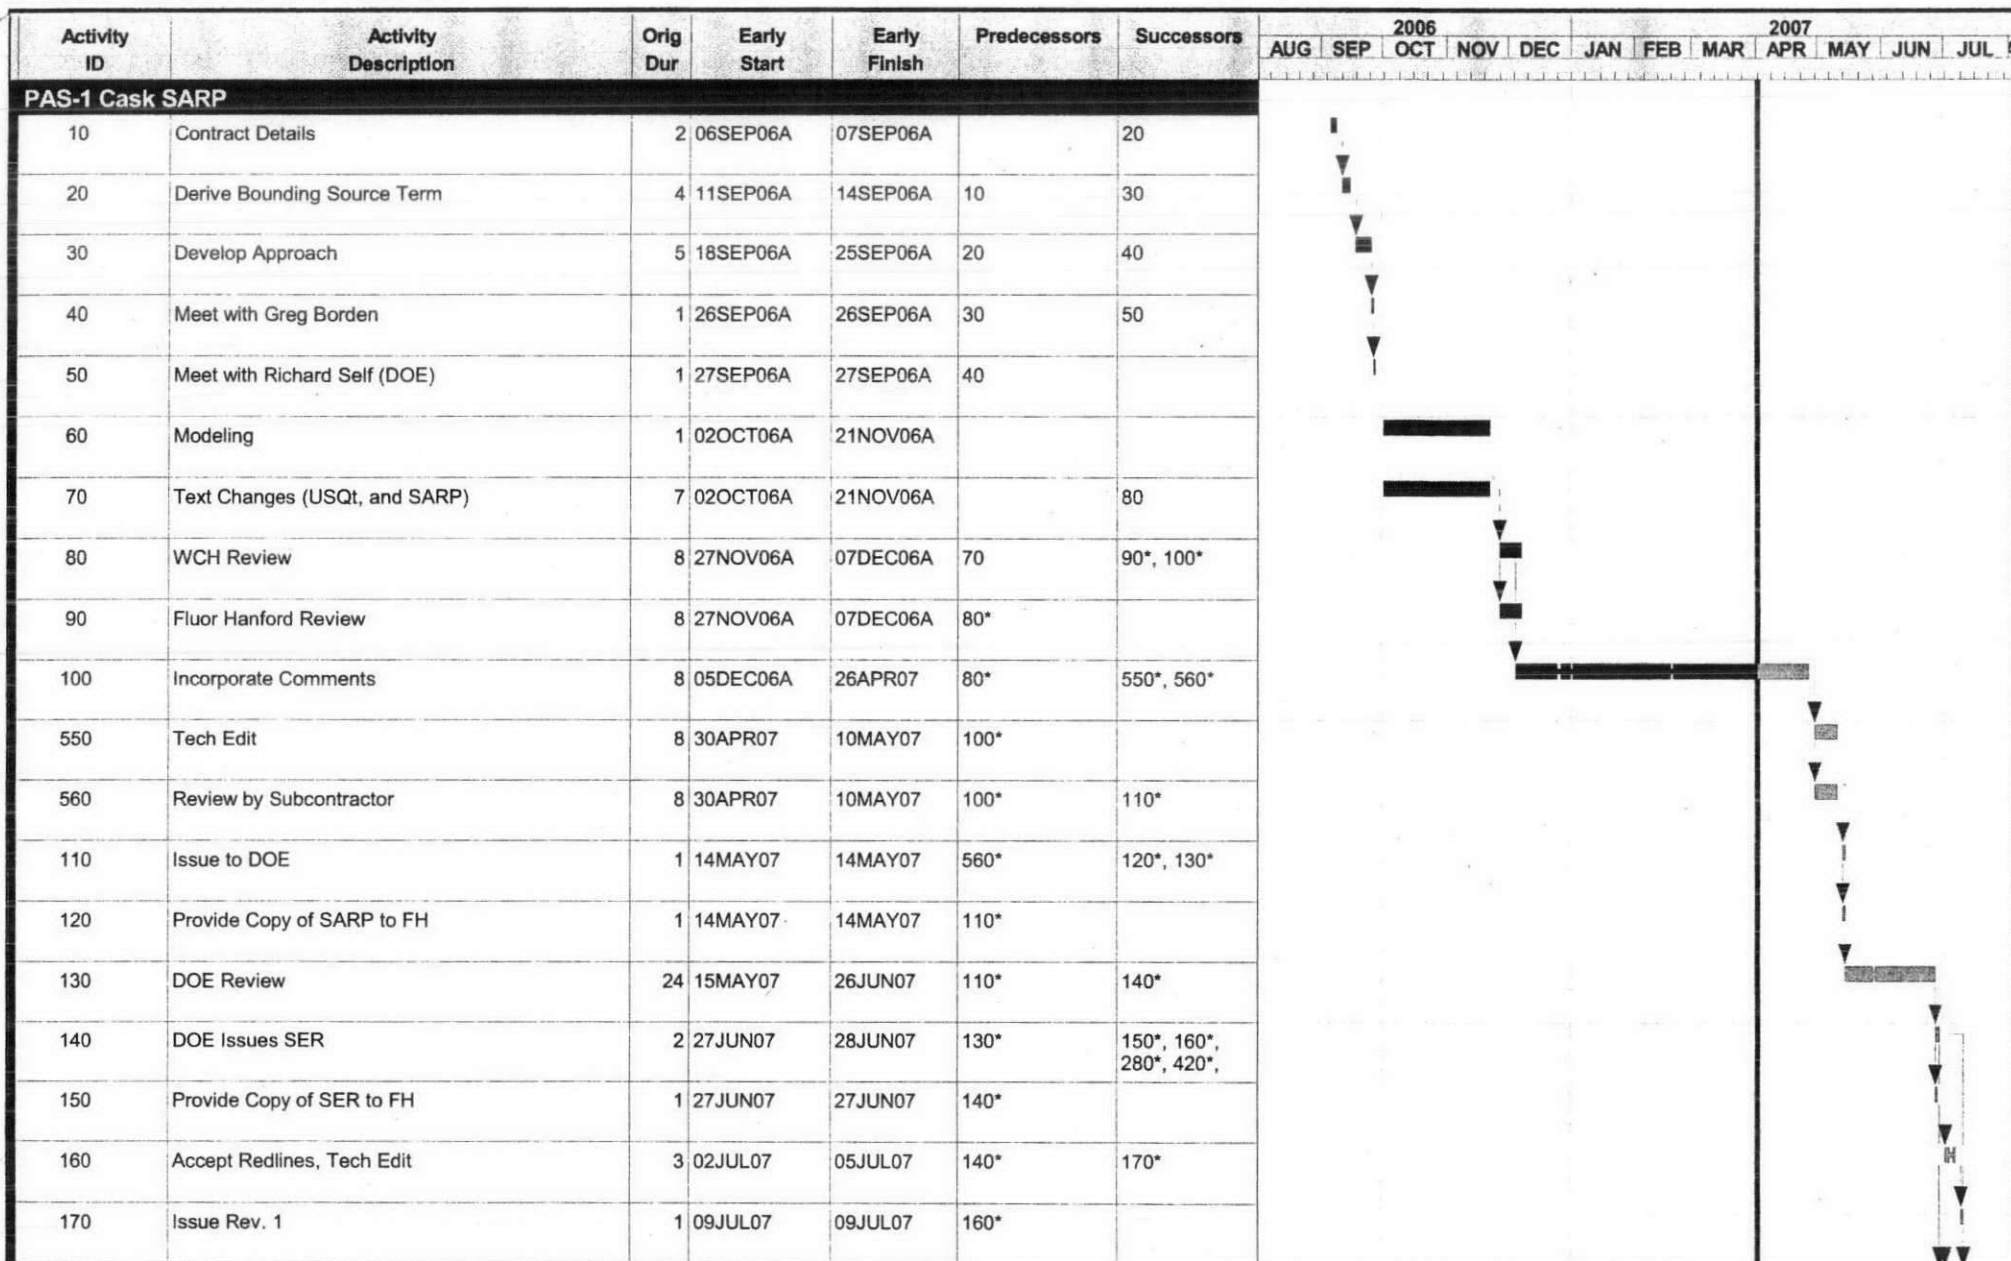 Activity ID Activity Description Orig Dur Early Start Early Finish Predecessors Successors 2006 2007
AUG SEP OCT NOV DEC JAN FEB MAR APR MAY JUN JUL
PAS-1 Cask SARP
10 Contract Details 2 06SEP06A 07SEP06A 20
20 Derive Bounding Source Term 4 11SEP06A 14SEP06A 10 30
30 Develop Approach 5 18SEP06A 25SEP06A 20 40
40 Meet with Greg Borden 1 26SEP06A 26SEP06A 30 50
50 Meet with Richard Self (DOE) 1 27SEP06A 27SEP06A 40
60 Modeling 1 02OCT06A 21NOV06A
70 Text Changes (USQt, and SARP) 7 02OCT06A 21NOV06A 80
80 WCH Review 8 27NOV06A 07DEC06A 70 90*, 100*
90 Fluor Hanford Review 8 27NOV06A 07DEC06A 80*
100 Incorporate Comments 8 05DEC06A 26APR07 80* 550*, 560*
550 Tech Edit 8 30APR07 10MAY07 100*
560 Review by Subcontractor 8 30APR07 10MAY07 100* 110*
110 Issue to DOE 1 14MAY07 14MAY07 560* 120*, 130*
120 Provide Copy of SARP to FH 1 14MAY07 14MAY07 110*
130 DOE Review 24 15MAY07 26JUN07 110* 140*
140 DOE Issues SER 2 27JUN07 28JUN07 130* 150*, 160*,
280*, 420*,
150 Provide Copy of SER to FH 1 27JUN07 27JUN07 140*
160 Accept Redlines, Tech Edit 3 02JUL07 05JUL07 140* 170*
170 Issue Rev. 1 1 09JUL07 09JUL07 160*